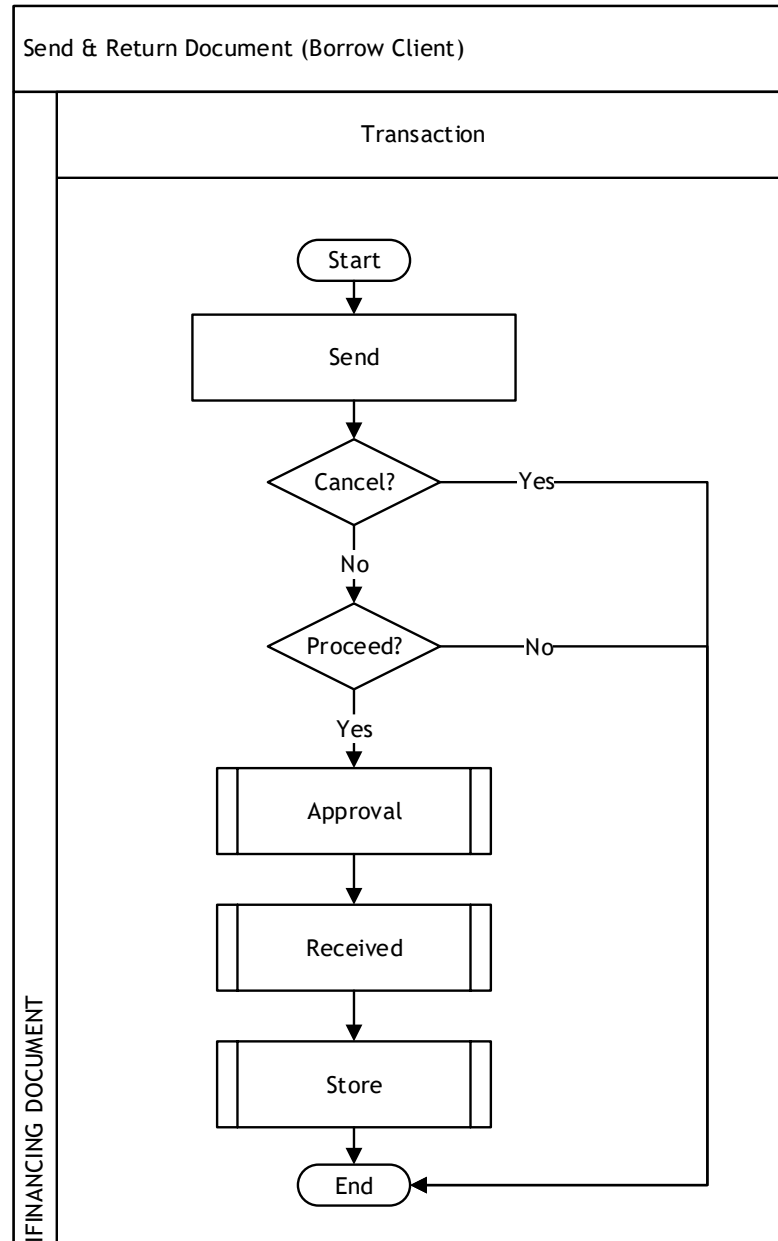 Send & Return Document (Borrow Client)
Transaction
Start
Send
Cancel?
Yes
No
Proceed?
No
Yes
Approval
Received
Store
End
IFINANCING DOCUMENT